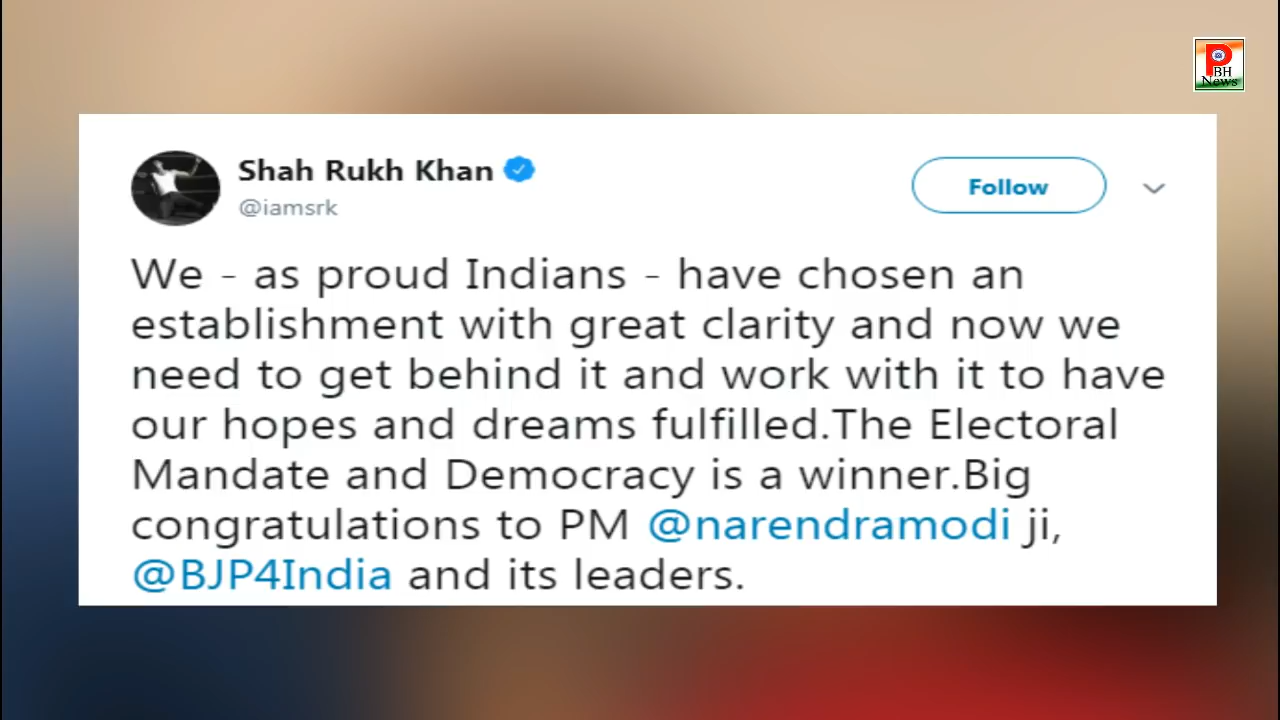 P
BH
News
Shah Rukh Khan
@iamsrk
Follow
We - as proud Indians - have chosen an
establishment with great clarity and now we
need to get behind it and work with it to have
our hopes and dreams fulfilled.The Electoral
Mandate and Democracy is a winner.Big
congratulations to PM @narendramodi ji,
@BJP4India and its leaders.